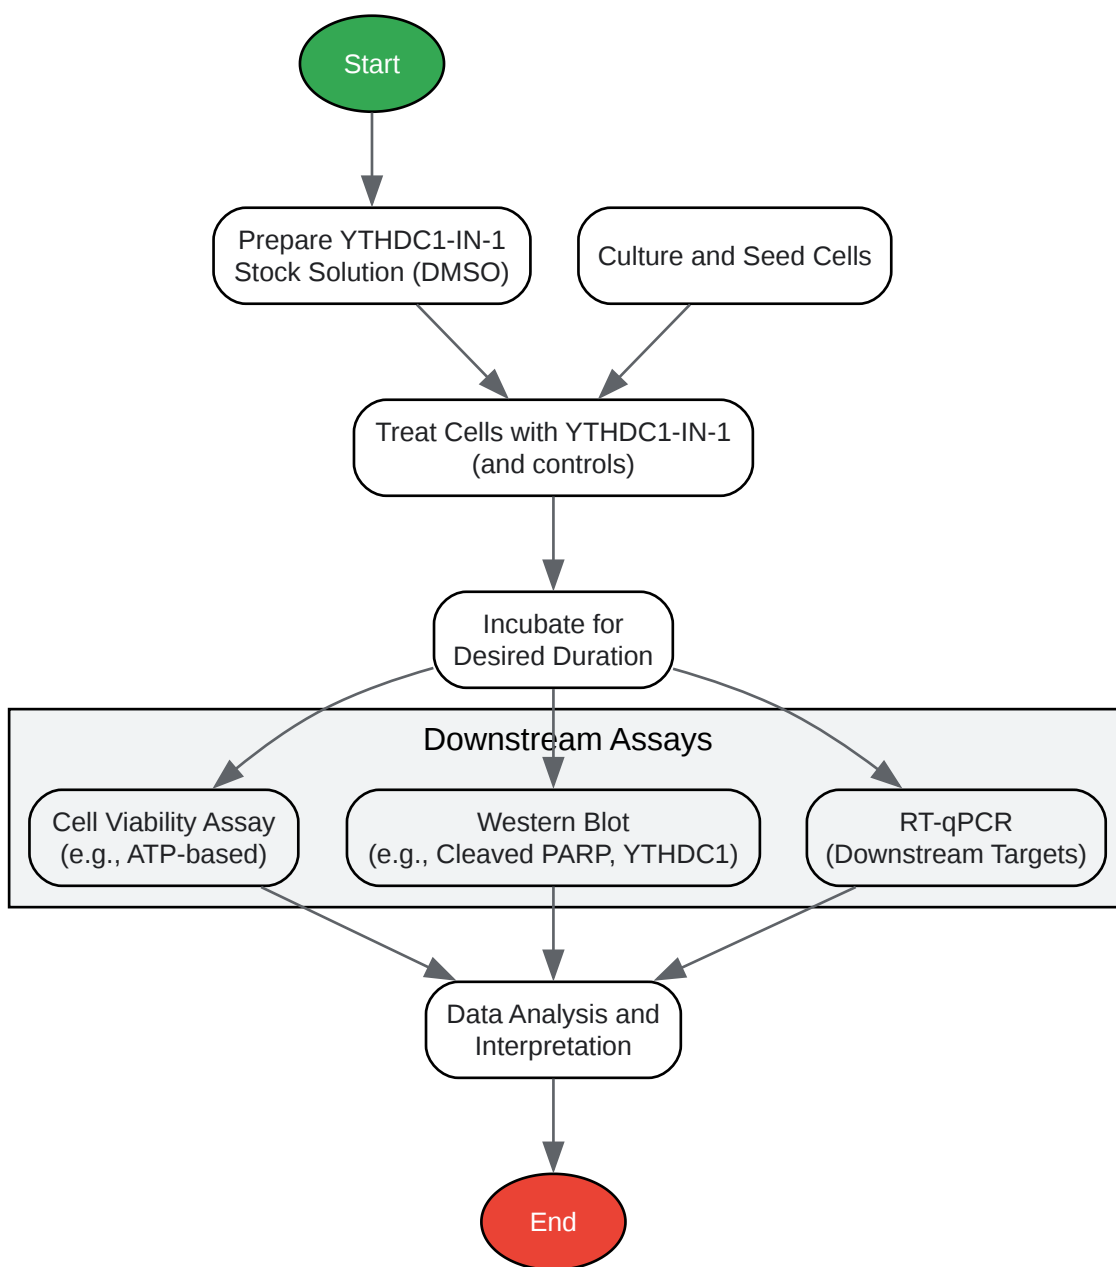 Start
Prepare YTHDC1-IN-1
Stock Solution (DMSO)
Culture and Seed Cells
Treat Cells with YTHDC1-IN-1
(and controls)
Incubate for
Desired Duration
Downstream Assays
Cell Viability Assay
(e.g., ATP-based)
Western Blot
(e.g., Cleaved PARP, YTHDC1)
RT-qPCR
(Downstream Targets)
Data Analysis and
Interpretation
End